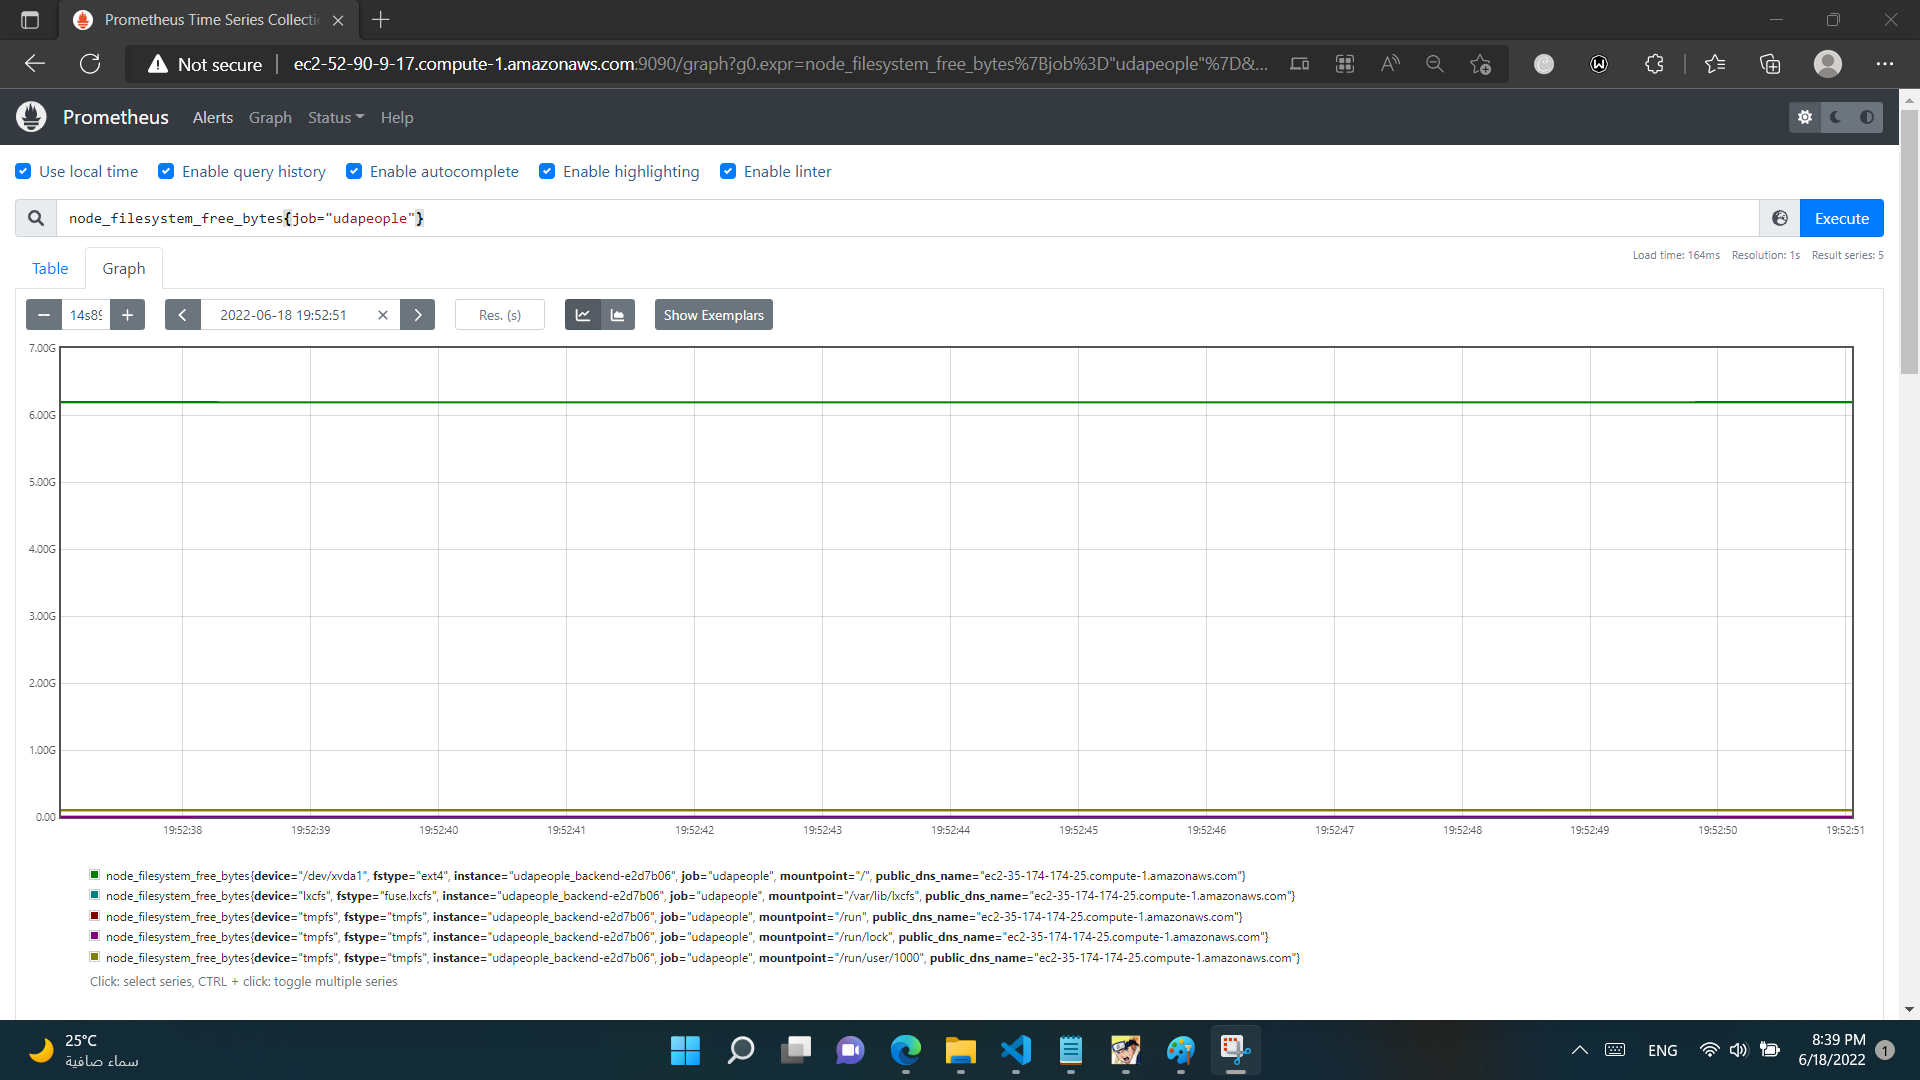 Prometheus Time Series Collectic
Not secure
ec2-52-90-9-17.compute-1.amazonaws.com:9090/graph?g0.expr=node_filesystem_free_bytes%7Bjob%3D"udapeople"%7D&...
Prometheus Alerts Graph Status Help
Use local time Enable query history Enable autocomplete Enable highlighting Enable linter
node_filesystem_free_bytes{job="udapeople"}
Execute
Table Graph
Load time: 164ms Resolution: 1s Result series: 5
14s89
2022-06-18 19:52:51
Res. (s)
Show Exemplars
7.00G
6.00G
5.00G
4.00G
3.00G
2.00G
1.00G
0.00
19:52:38 19:52:39 19:52:40 19:52:41 19:52:42 19:52:43 19:52:44 19:52:45 19:52:46 19:52:47 19:52:48 19:52:49 19:52:50 19:52:51
node_filesystem_free_bytes{device="/dev/xvda1", fstype="ext4", instance="udapeople_backend-e2d7b06", job="udapeople", mountpoint="/", public_dns_name="ec2-35-174-174-25.compute-1.amazonaws.com"}
node_filesystem_free_bytes{device="lxcfs", fstype="fuse.lxcfs", instance="udapeople_backend-e2d7b06", job="udapeople", mountpoint="/var/lib/lxcfs", public_dns_name="ec2-35-174-174-25.compute-1.amazonaws.com"}
node_filesystem_free_bytes{device="tmpfs", fstype="tmpfs", instance="udapeople_backend-e2d7b06", job="udapeople", mountpoint="/run", public_dns_name="ec2-35-174-174-25.compute-1.amazonaws.com"}
node_filesystem_free_bytes{device="tmpfs", fstype="tmpfs", instance="udapeople_backend-e2d7b06", job="udapeople", mountpoint="/run/lock", public_dns_name="ec2-35-174-174-25.compute-1.amazonaws.com"}
node_filesystem_free_bytes{device="tmpfs", fstype="tmpfs", instance="udapeople_backend-e2d7b06", job="udapeople", mountpoint="/run/user/1000", public_dns_name="ec2-35-174-174-25.compute-1.amazonaws.com"}
Click: select series, CTRL + click: toggle multiple series
25°C
سماء صافية
ENG
8:39 PM
6/18/2022
1